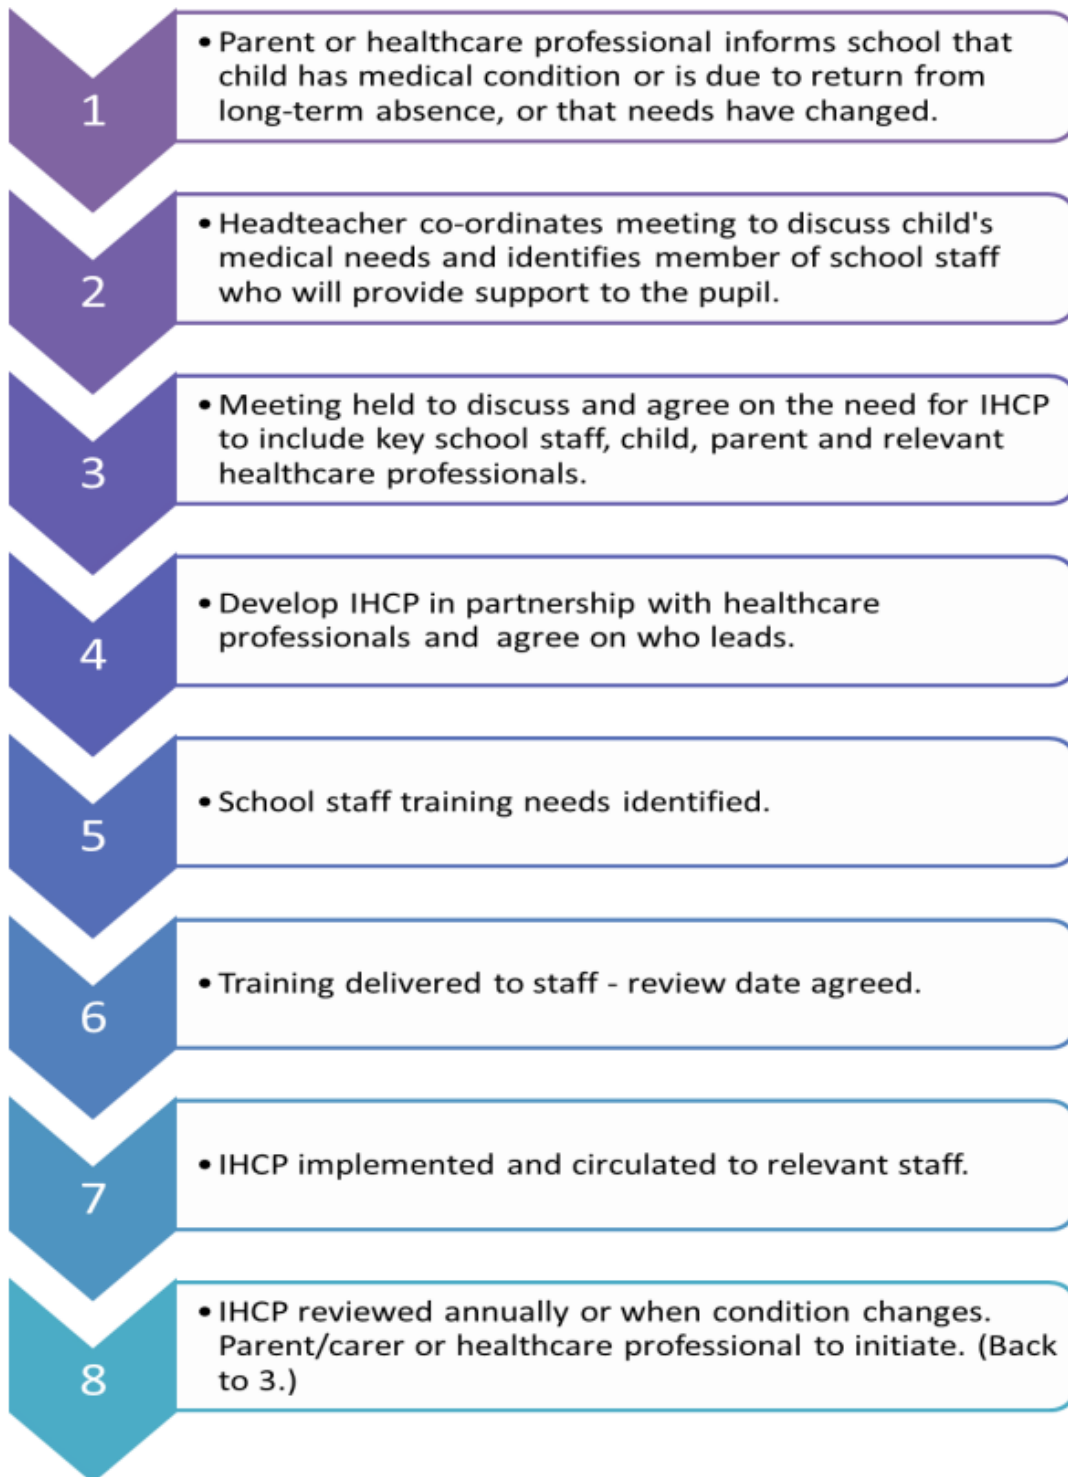 1
• Parent or healthcare professional informs school that
child has medical condition or is due to return from
long-term absence, or that needs have changed.
2
• Headteacher co-ordinates meeting to discuss child's
medical needs and identifies member of school staff
who will provide support to the pupil.
3
• Meeting held to discuss and agree on the need for IHCP
to include key school staff, child, parent and relevant
healthcare professionals.
4
• Develop IHCP in partnership with healthcare
professionals and  agree on who leads.
5
• School staff training needs identified.
6
• Training delivered to staff - review date agreed.
7
• IHCP implemented and circulated to relevant staff.
8
• IHCP reviewed annually or when condition changes.
Parent/carer or healthcare professional to initiate. (Back
to 3.)